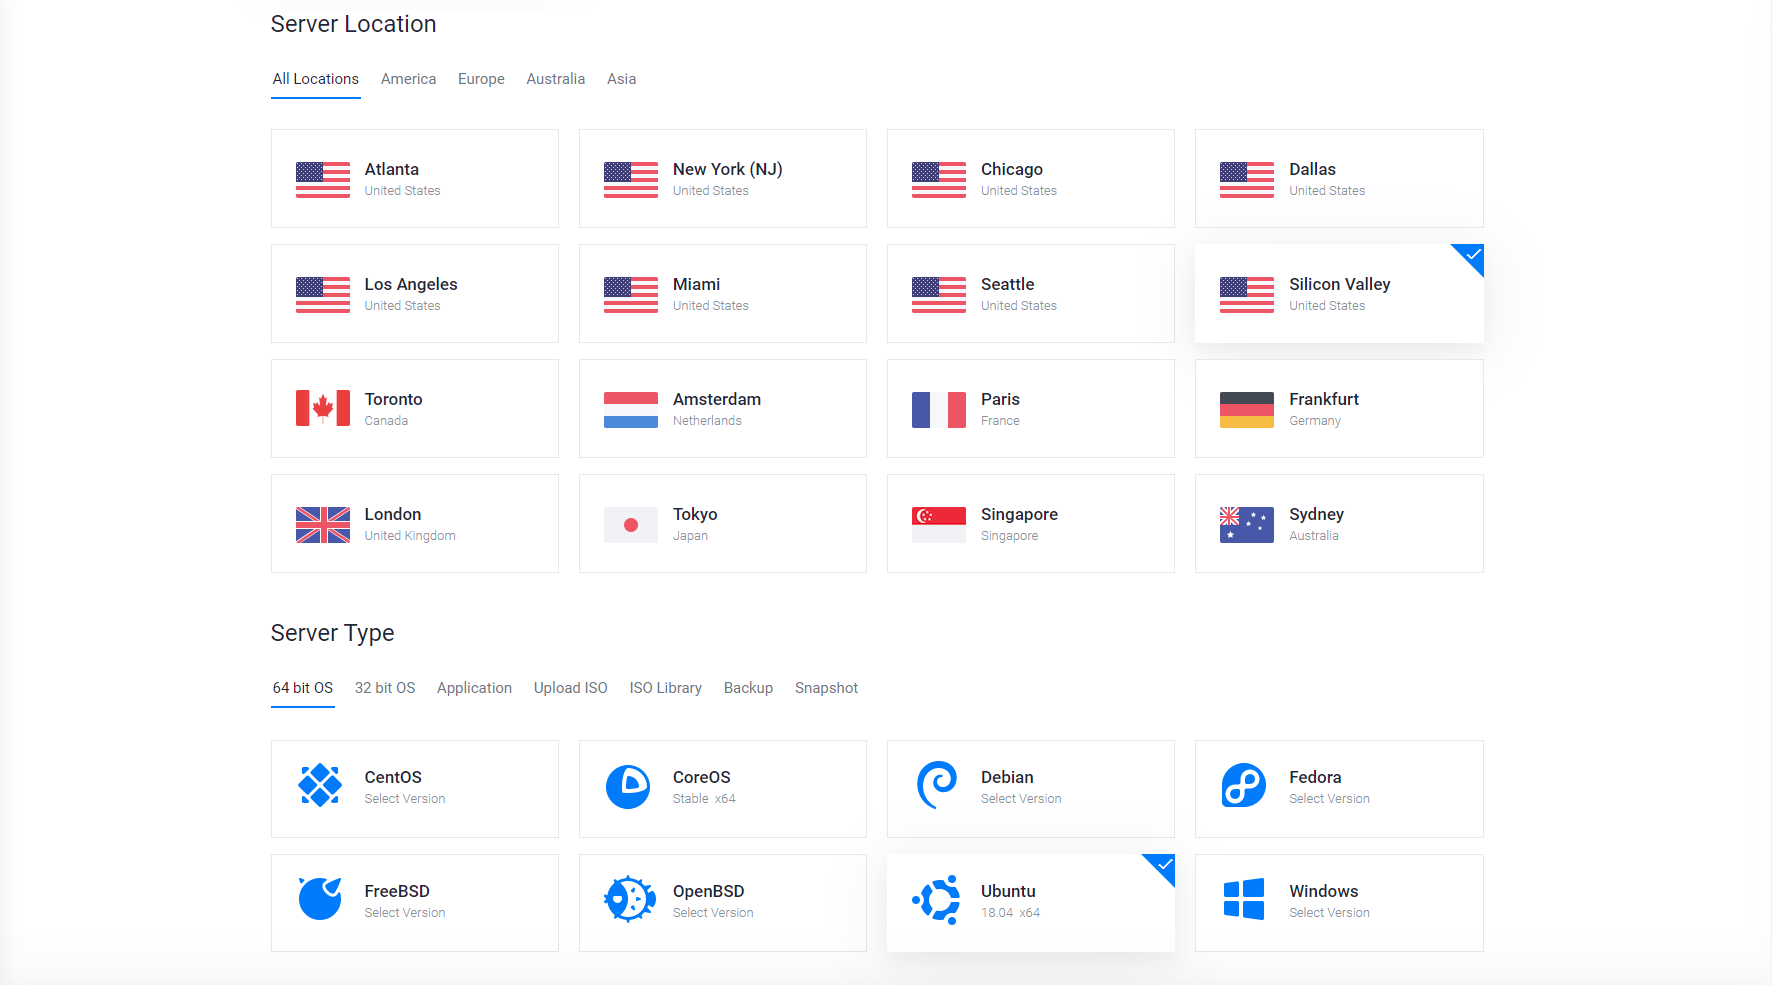 Server Location
All Locations America Europe Australia Asia
Atlanta New York (NJ) Chicago Dallas
United States United States United States United States
Los Angeles Miami Seattle Silicon Valley
United States United States United States United States
Toronto Amsterdam Paris Frankfurt
Canada Netherlands France Germany
London Tokyo Singapore Sydney
United Kingdom Japan Singapore Australia
Server Type
64 bit OS 32 bit OS Application Upload ISO ISO Library Backup Snapshot
CentOS CoreOS Debian Fedora
Select Version Stable x64 Select Version Select Version
FreeBSD OpenBSD Ubuntu Windows
Select Version Select Version 18.04 x64 Select Version